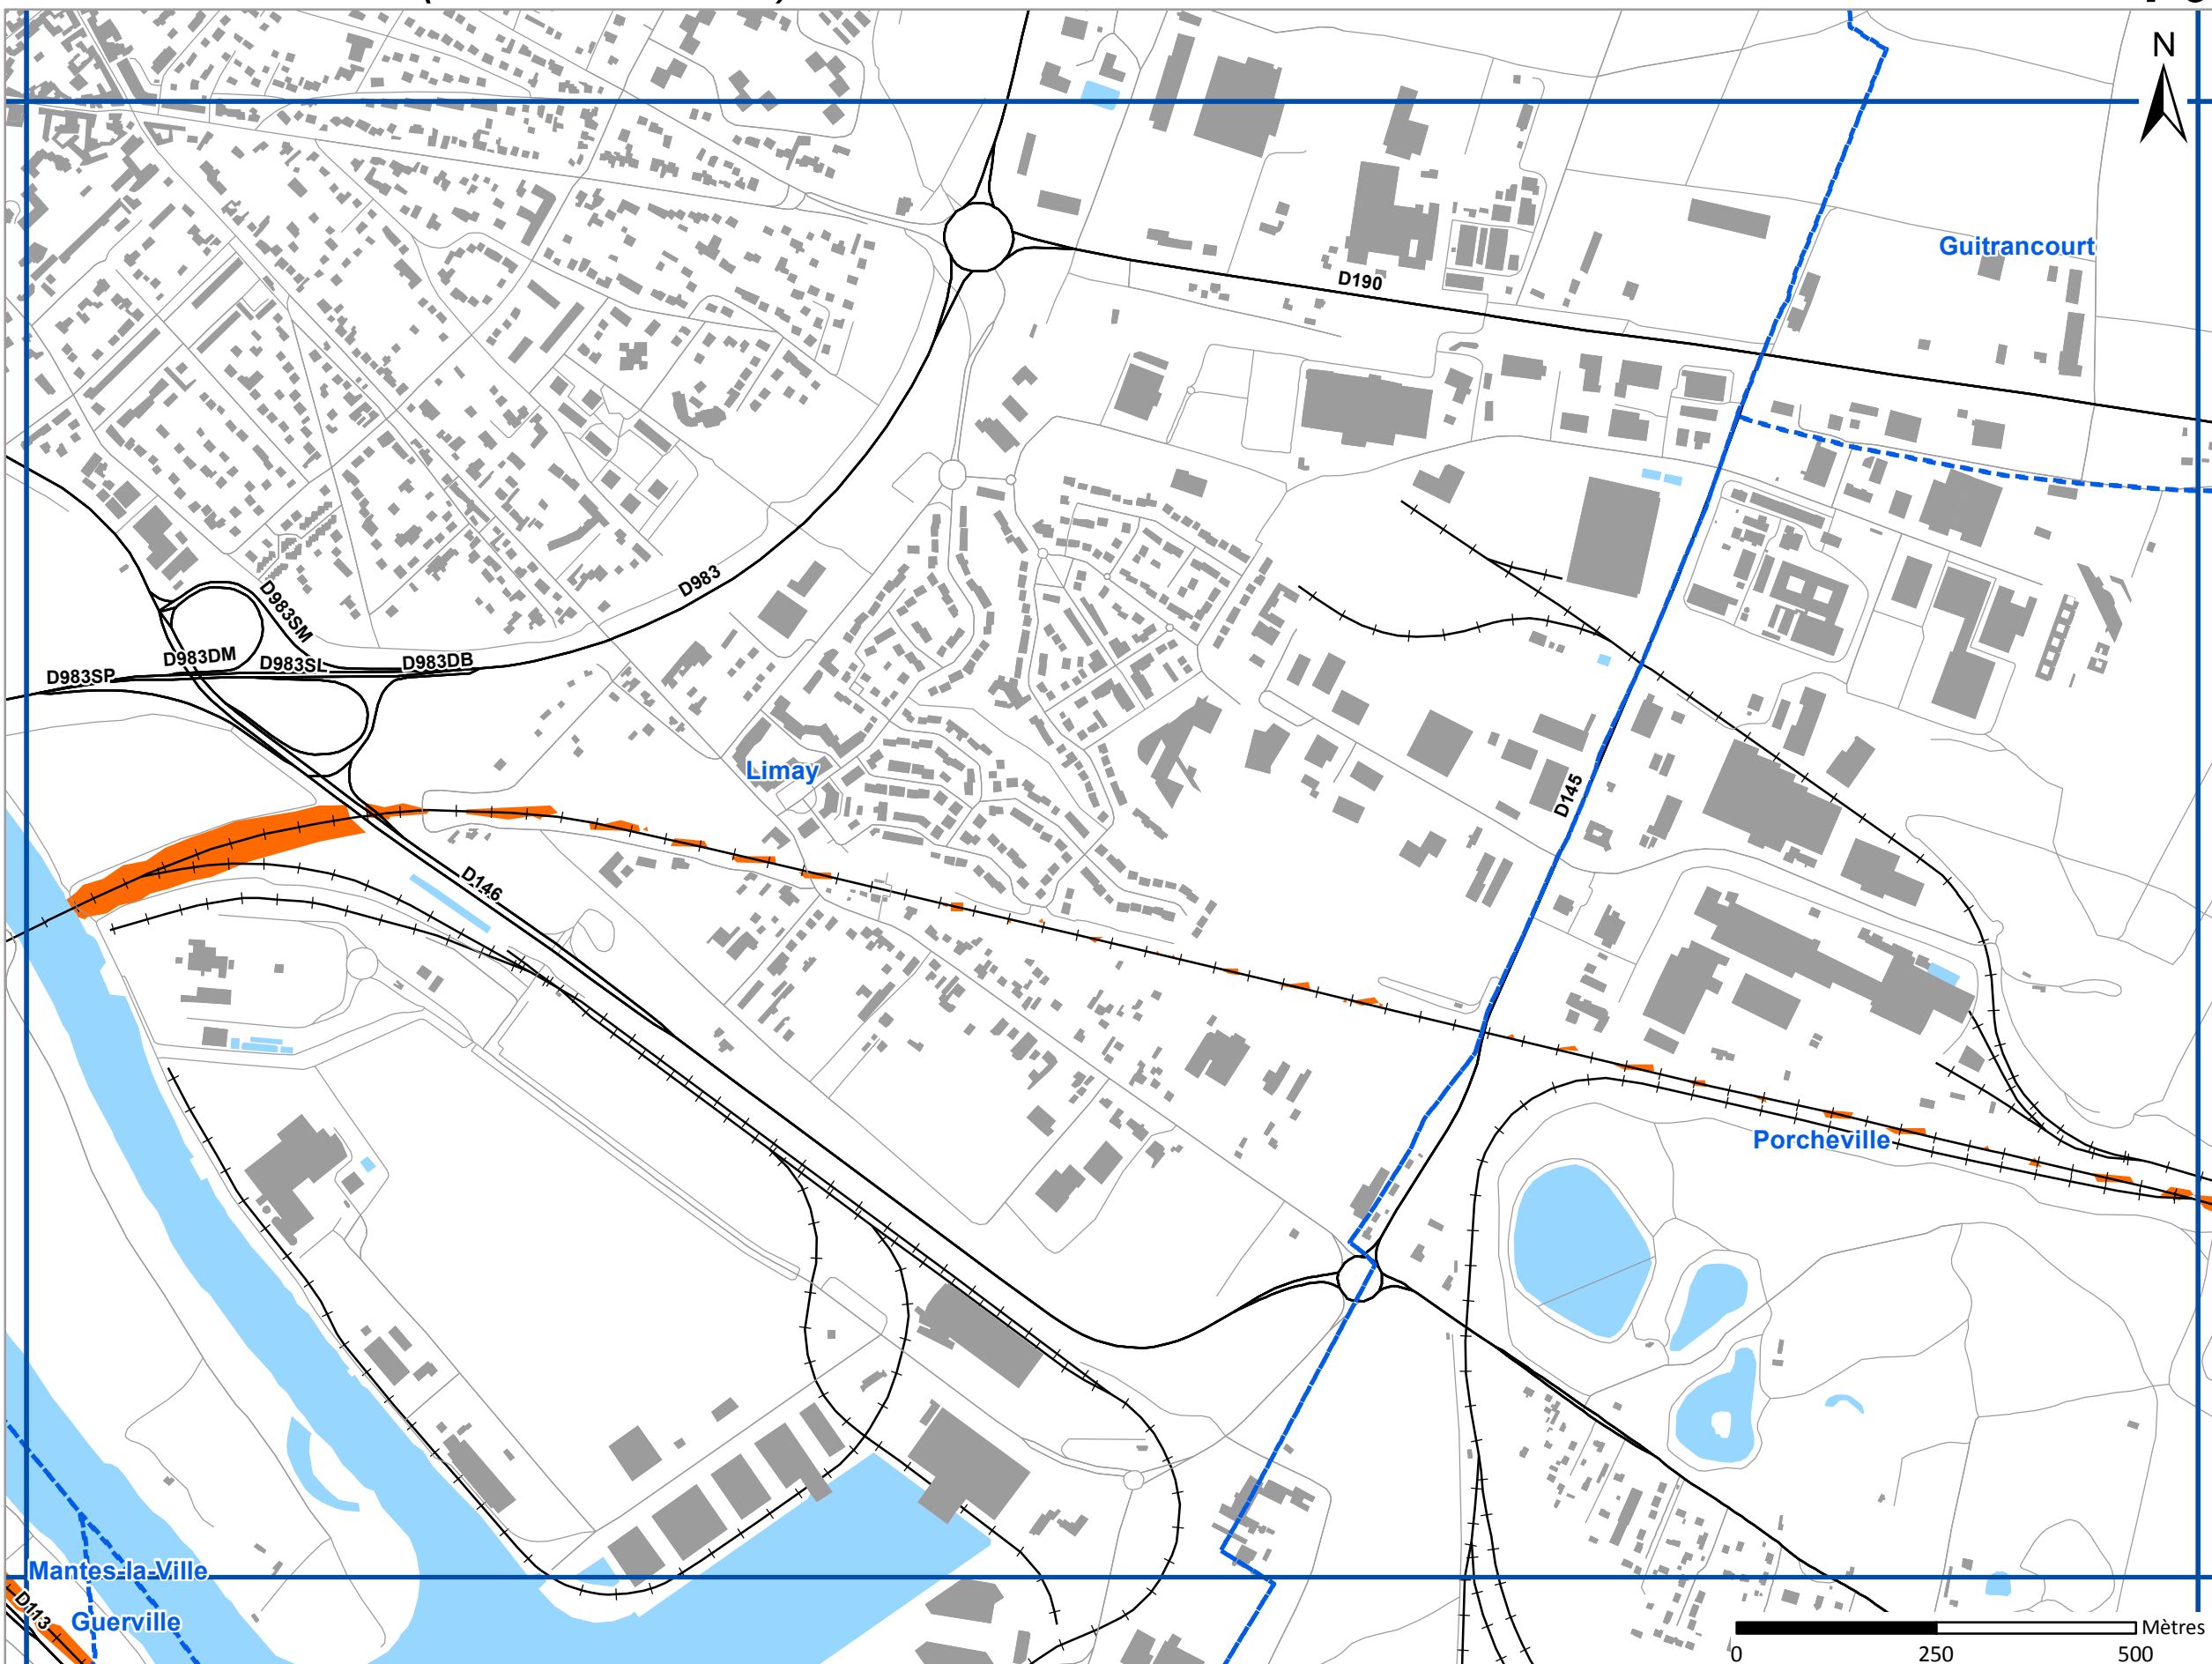 N
Guitrancourt
D190
D983
D983SM
D983DM
D983SL
D983DB
D983SP
Limay
D145
D146
Porcheville
Mantes-la-Ville
D113
Guerville
Mètres
0 250 500